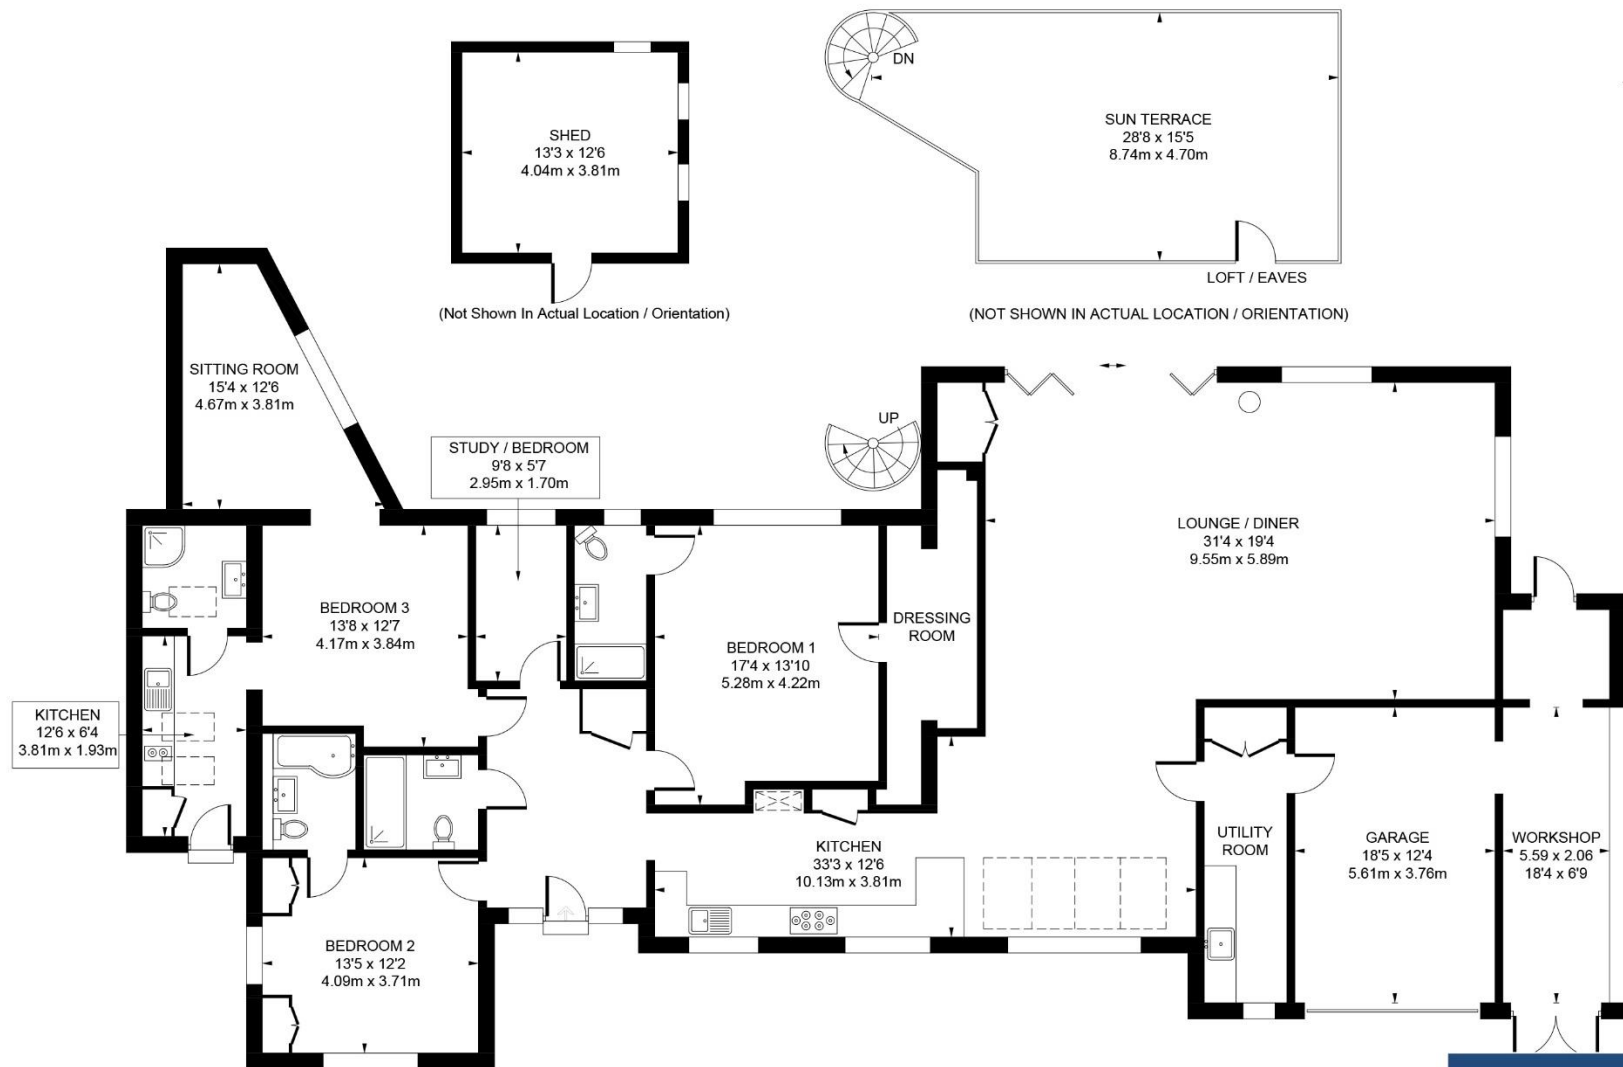 SHED
13'3 x 12'6
4.04m x 3.81m
(Not Shown In Actual Location / Orientation)
DN
SUN TERRACE
28'8 x 15'5
8.74m x 4.70m
LOFT / EAVES
(NOT SHOWN IN ACTUAL LOCATION / ORIENTATION)
SITTING ROOM
15'4 x 12'6
4.67m x 3.81m
STUDY / BEDROOM
9'8 x 5'7
2.95m x 1.70m
UP
LOUNGE / DINER
31'4 x 19'4
9.55m x 5.89m
BEDROOM 3
13'8 x 12'7
4.17m x 3.84m
BEDROOM 1
17'4 x 13'10
5.28m x 4.22m
DRESSING
ROOM
KITCHEN
12'6 x 6'4
3.81m x 1.93m
KITCHEN
33'3 x 12'6
10.13m x 3.81m
UTILITY
ROOM
GARAGE
18'5 x 12'4
5.61m x 3.76m
WORKSHOP
5.59 x 2.06
18'4 x 6'9
BEDROOM 2
13'5 x 12'2
4.09m x 3.71m